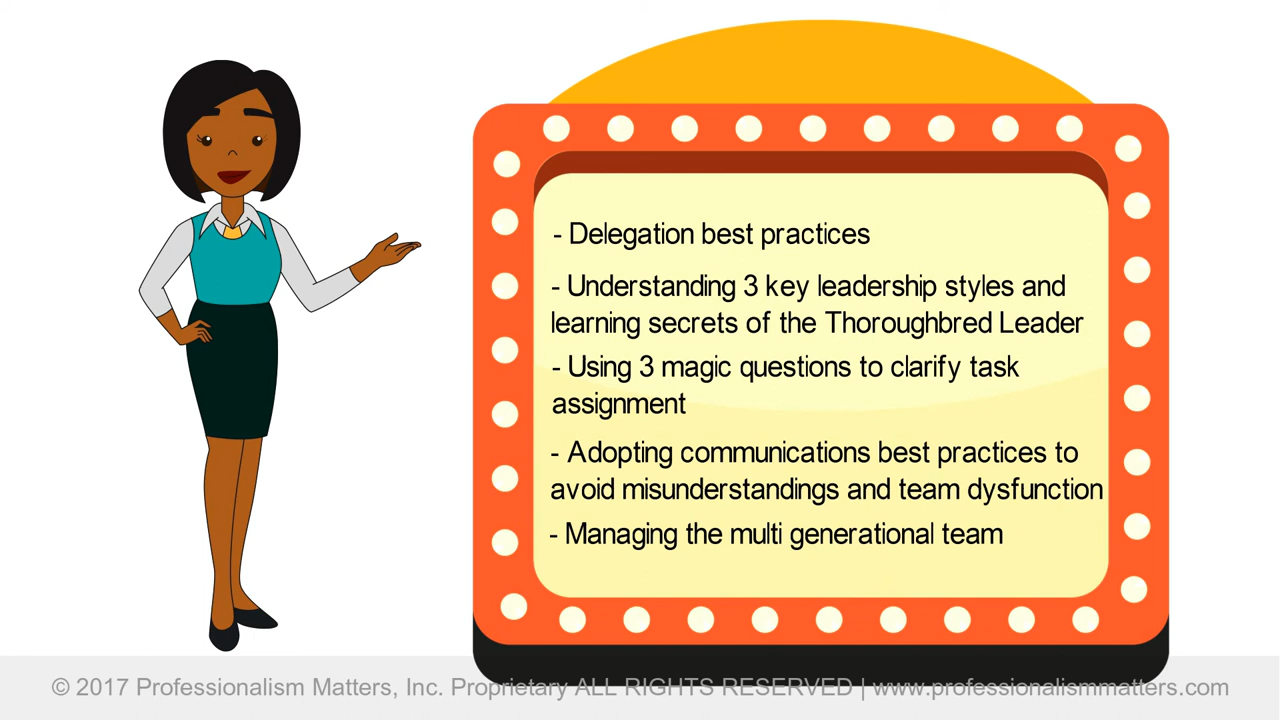 - Delegation best practices
- Understanding 3 key leadership styles and
learning secrets of the Thoroughbred Leader
- Using 3 magic questions to clarify task
assignment
- Adopting communications best practices to
avoid misunderstandings and team dysfunction
- Managing the multi generational team
© 2017 Professionalism Matters, Inc. Proprietary ALL RIGHTS RESERVED | www.professionalismmatters.com